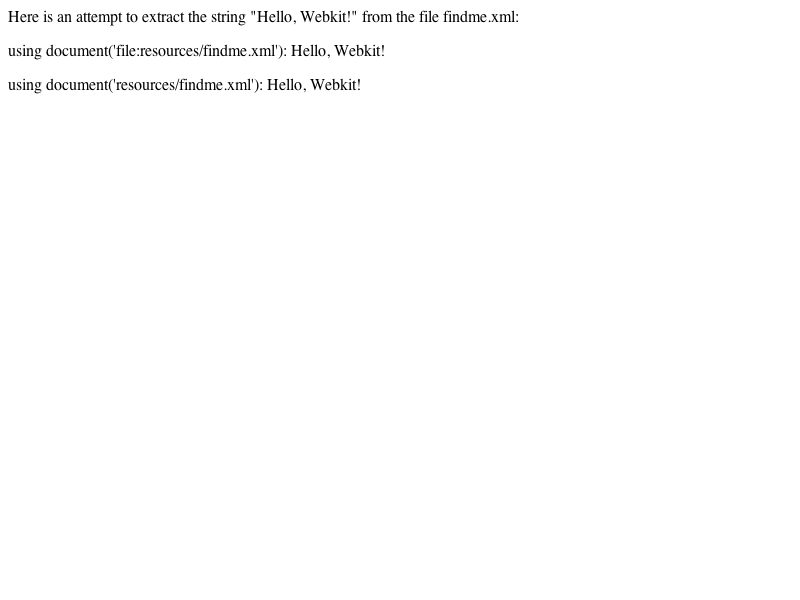 Here is an attempt to extract the string "Hello, Webkit!" from the file findme.xml:
using document('file:resources/findme.xml'): Hello, Webkit!
using document('resources/findme.xml'): Hello, Webkit!